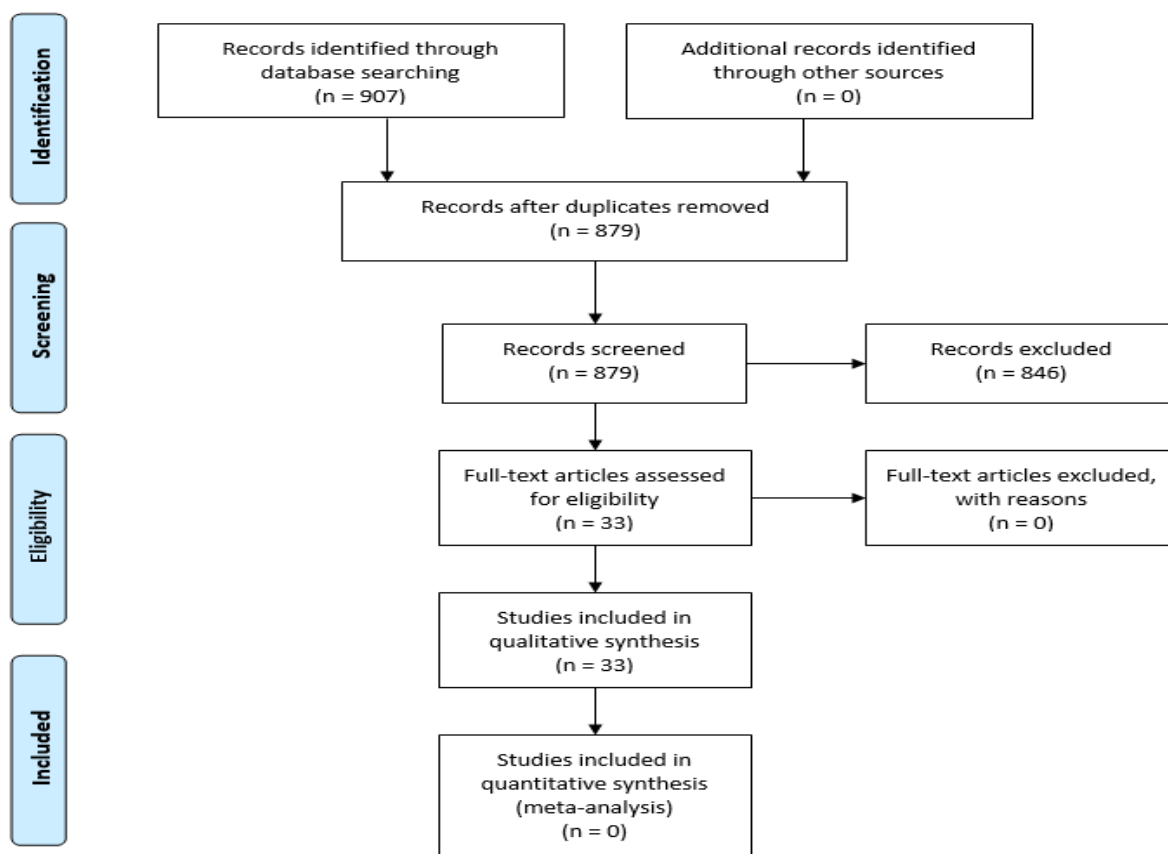 Identification
Records identified through
database searching
(n = 907)
Additional records identified
through other sources
(n = 0)
Records after duplicates removed
(n = 879)
Screening
Records screened
(n = 879)
Records excluded
(n = 846)
Eligibility
Full-text articles assessed
for eligibility
(n = 33)
Full-text articles excluded,
with reasons
(n = 0)
Studies included in
qualitative synthesis
(n = 33)
Included
Studies included in
quantitative synthesis
(meta-analysis)
(n = 0)